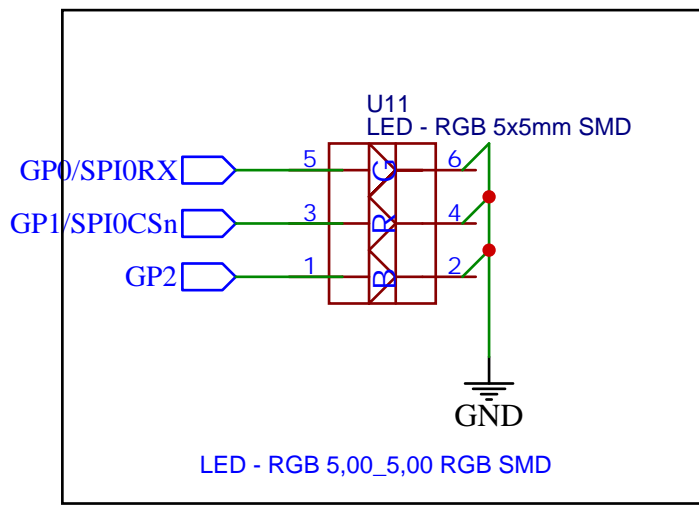 U11
LED - RGB 5x5mm SMD
GP0/SPI0RX 5 G 6
GP1/SPI0CSn 3 R 4
GP2 1 B 2
GND
LED - RGB 5,00_5,00 RGB SMD